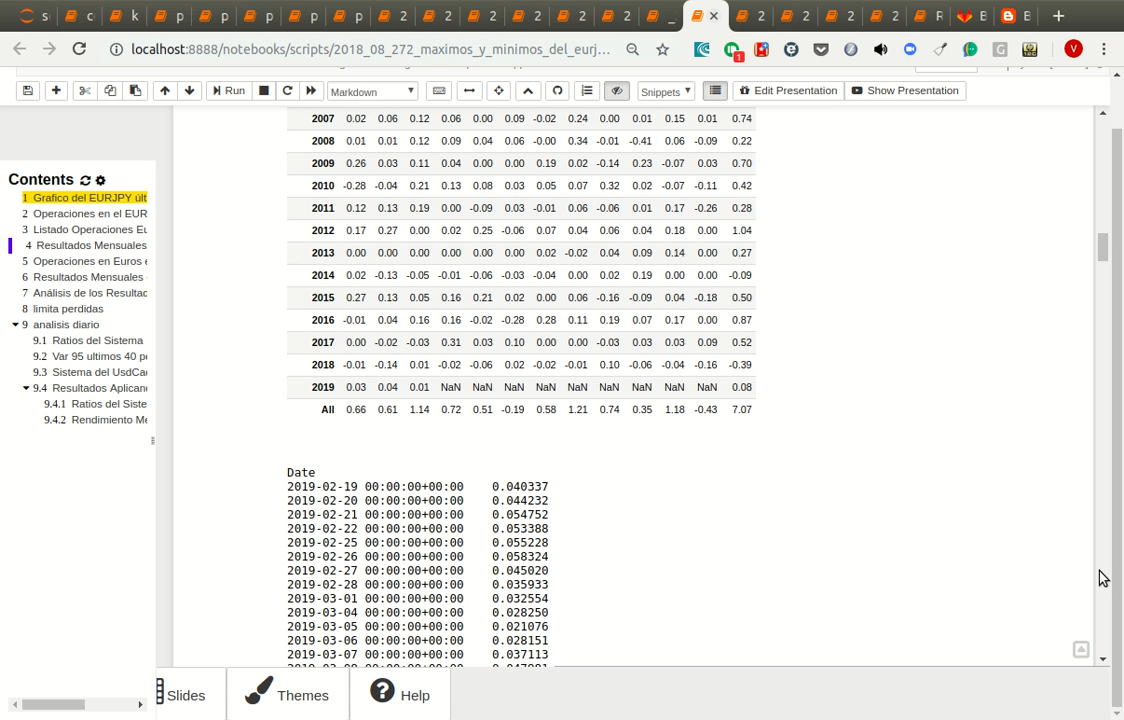 s
c
k
p
p
p
p
p
2
2
2
2
2
2
_
2
2
2
2
R
B
B
localhost:8888/notebooks/scripts/2018_08_272_maximos_y_minimos_del_eurj...
1
G
V
Run
Markdown
Snippets
Edit Presentation
Show Presentation
Contents
1 Grafico del EURJPY últ
2 Operaciones en el EUR
3 Listado Operaciones Eu
4 Resultados Mensuales
5 Operaciones en Euros e
6 Resultados Mensuales
7 Análisis de los Resultad
8 limita perdidas
9 analisis diario
9.1 Ratios del Sistema
9.2 Var 95 ultimos 40 pe
9.3 Sistema del UsdCa
9.4 Resultados Aplican
9.4.1 Ratios del Siste
9.4.2 Rendimiento Me
2007 0.02 0.06 0.12 0.06 0.00 0.09 -0.02 0.24 0.00 0.01 0.15 0.01 0.74
2008 0.01 0.01 0.12 0.09 0.04 0.06 -0.00 0.34 -0.01 -0.41 0.06 -0.09 0.22
2009 0.26 0.03 0.11 0.04 0.00 0.00 0.19 0.02 -0.14 0.23 -0.07 0.03 0.70
2010 -0.28 -0.04 0.21 0.13 0.08 0.03 0.05 0.07 0.32 0.02 -0.07 -0.11 0.42
2011 0.12 0.13 0.19 0.00 -0.09 0.03 -0.01 0.06 -0.06 0.01 0.17 -0.26 0.28
2012 0.17 0.27 0.00 0.02 0.25 -0.06 0.07 0.04 0.06 0.04 0.18 0.00 1.04
2013 0.00 0.00 0.00 0.00 0.00 0.00 0.02 -0.02 0.04 0.09 0.14 0.00 0.27
2014 0.02 -0.13 -0.05 -0.01 -0.06 -0.03 -0.04 0.00 0.02 0.19 0.00 0.00 -0.09
2015 0.27 0.13 0.05 0.16 0.21 0.02 0.00 0.06 -0.16 -0.09 0.04 -0.18 0.50
2016 -0.01 0.04 0.16 0.16 -0.02 -0.28 0.28 0.11 0.19 0.07 0.17 0.00 0.87
2017 0.00 -0.02 -0.03 0.31 0.03 0.10 0.00 0.00 -0.03 0.03 0.03 0.09 0.52
2018 -0.01 -0.14 0.01 -0.02 -0.06 0.02 -0.02 -0.01 0.10 -0.06 -0.04 -0.16 -0.39
2019 0.03 0.04 0.01 NaN NaN NaN NaN NaN NaN NaN NaN NaN 0.08
All 0.66 0.61 1.14 0.72 0.51 -0.19 0.58 1.21 0.74 0.35 1.18 -0.43 7.07
Date
2019-02-19 00:00:00+00:00 0.040337
2019-02-20 00:00:00+00:00 0.044232
2019-02-21 00:00:00+00:00 0.054752
2019-02-22 00:00:00+00:00 0.053388
2019-02-25 00:00:00+00:00 0.055228
2019-02-26 00:00:00+00:00 0.058324
2019-02-27 00:00:00+00:00 0.045020
2019-02-28 00:00:00+00:00 0.035933
2019-03-01 00:00:00+00:00 0.032554
2019-03-04 00:00:00+00:00 0.028250
2019-03-05 00:00:00+00:00 0.021076
2019-03-06 00:00:00+00:00 0.028151
2019-03-07 00:00:00+00:00 0.037113
Slides
Themes
Help